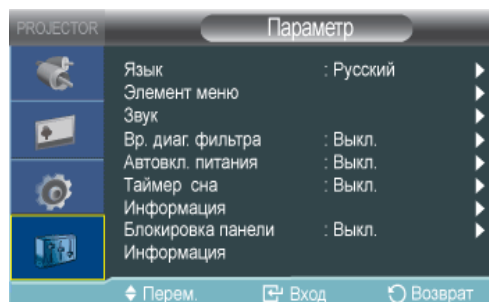 PROJECTOR
Параметр
Язык : Русский
Элемент меню
Звук
Вр. диаг. фильтра : Выкл.
Автовкл. питания : Выкл.
Таймер сна : Выкл.
Информация
Блокировка панели : Выкл.
Информация
Перем. Вход Возврат